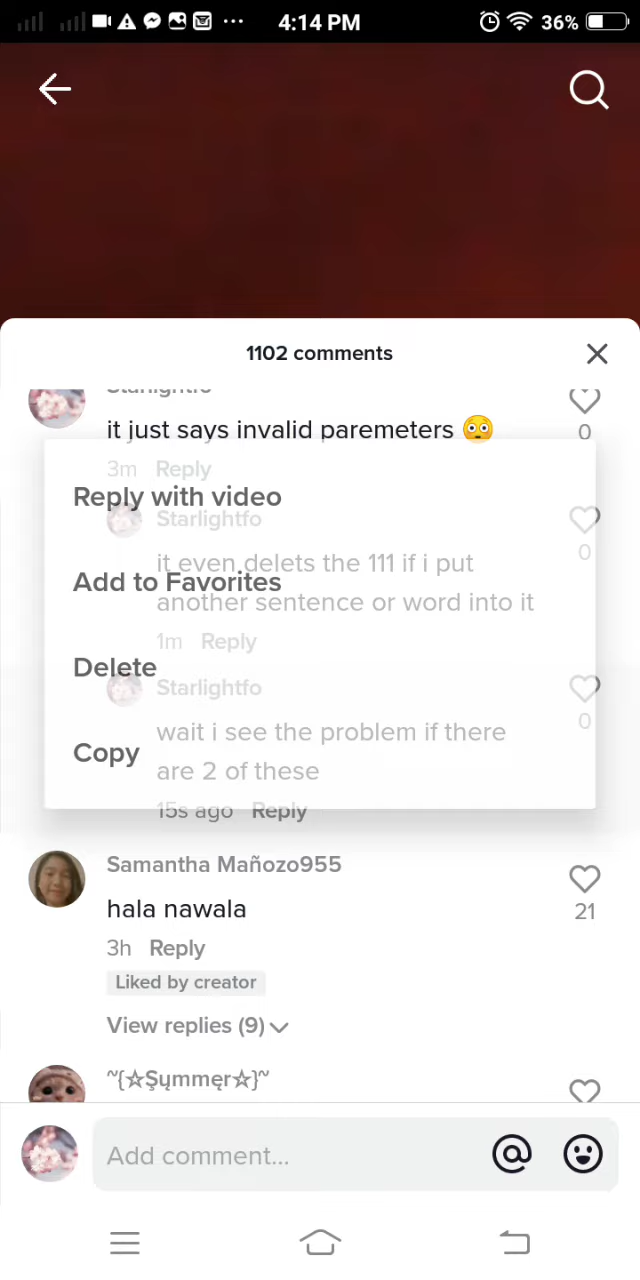 4:14 PM
36%
1102 comments
Starlightfo
it just says invalid paremeters 😳
0
3m Reply
Reply with video
Starlightfo
0
it even delets the 111 if i put
Add to Favorites
another sentence or word into it
1m Reply
Delete
Starlightfo
0
wait i see the problem if there
Copy
are 2 of these
15s ago Reply
Samantha Mañozo955
hala nawala
21
3h Reply
Liked by creator
View replies (9)
~{☆Şųmmęr☆}~
Add comment...